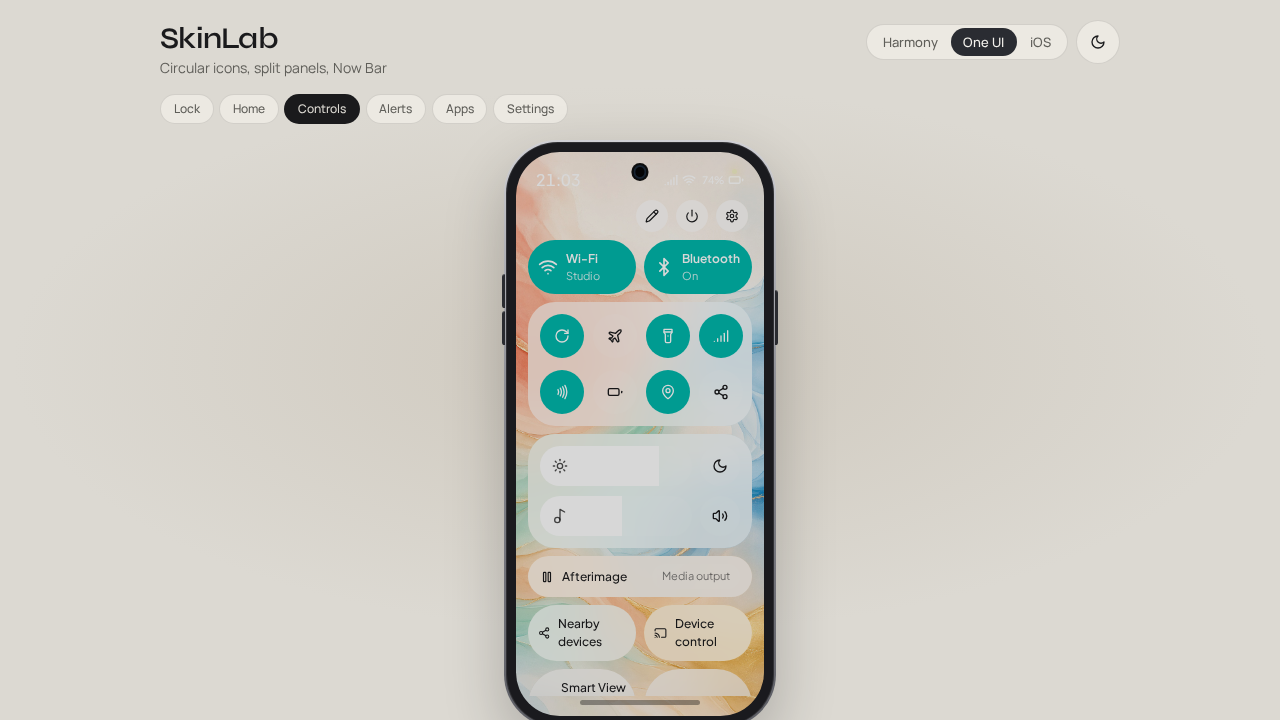 SkinLab
Circular icons, split panels, Now Bar
Harmony
One UI
iOS
Lock
Home
Controls
Alerts
Apps
Settings
21:03
74%
Wi-Fi
Studio
Bluetooth
On
Afterimage
Media output
Nearby
devices
Device
control
Smart View